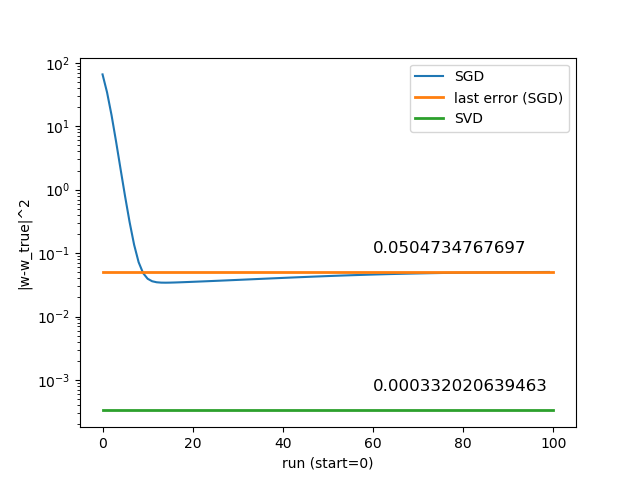 SGD
last error (SGD)
SVD
10^2
10^1
10^0
10^-1
10^-2
10^-3
|w-w_true|^2
0.0504734767697
0.000332020639463
0 20 40 60 80 100
run (start=0)